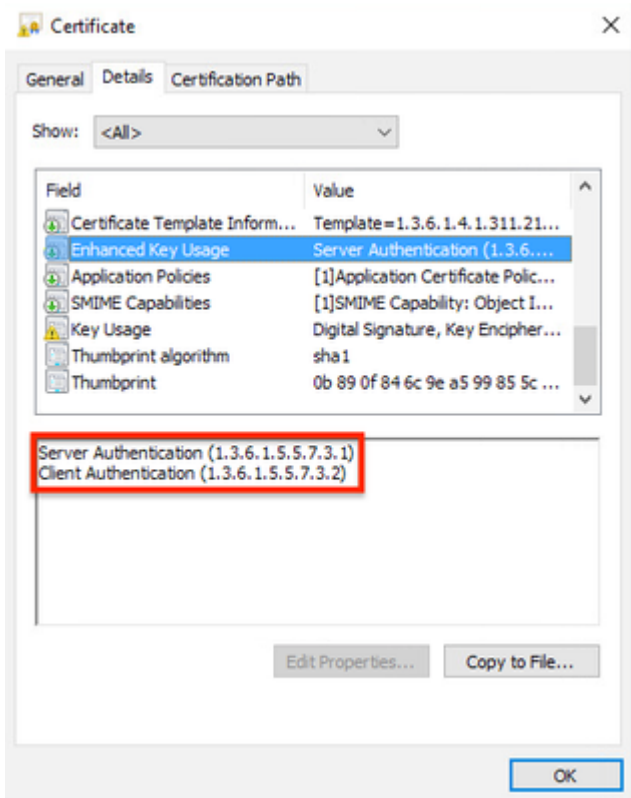 Certificate
General Details Certification Path
Show: <All>
Field Value
Certificate Template Inform... Template=1.3.6.1.4.1.311.21...
Enhanced Key Usage Server Authentication (1.3.6....
Application Policies [1]Application Certificate Polic...
SMIME Capabilities [1]SMIME Capability: Object I...
Key Usage Digital Signature, Key Encipher...
Thumbprint algorithm sha1
Thumbprint 0b 89 0f 84 6c 9e a5 99 85 5c ...
Server Authentication (1.3.6.1.5.5.7.3.1)
Client Authentication (1.3.6.1.5.5.7.3.2)
Edit Properties... Copy to File...
OK